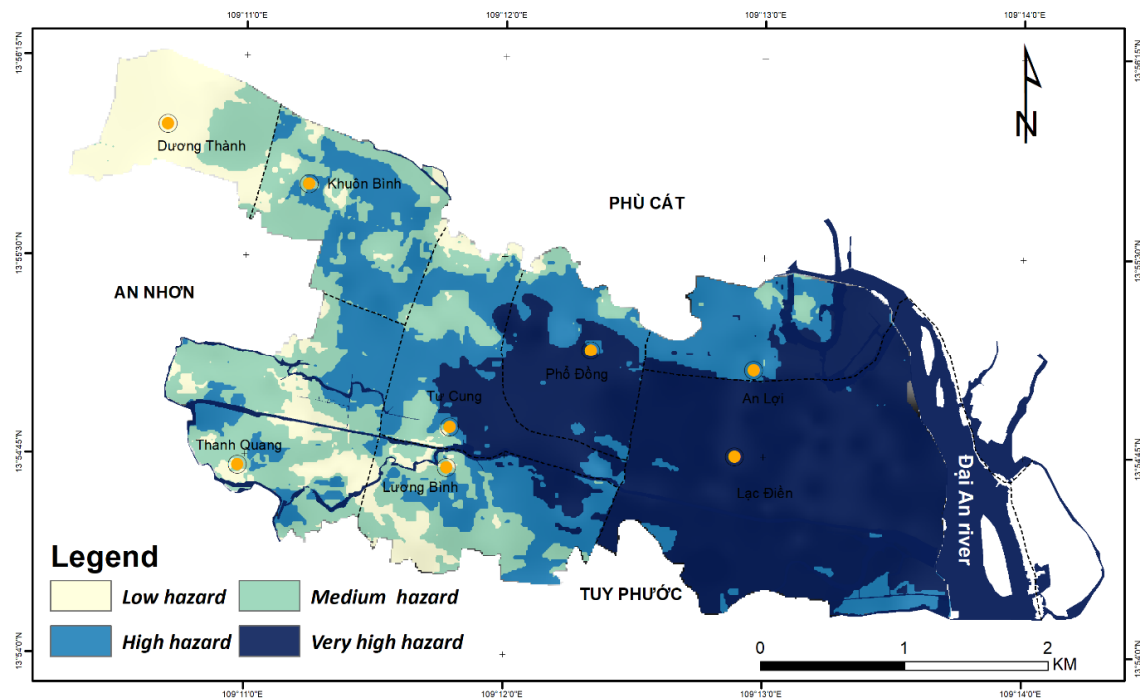 109°11'0"E
109°12'0"E
109°13'0"E
109°14'0"E
13°56'15"N
13°56'15"N
N
Dương Thành
Khuôn Bình
PHÙ CÁT
13°55'30"N
13°55'30"N
AN NHƠN
Phổ Đồng
An Lợi
Tư Cung
Thanh Quang
13°54'45"N
13°54'45"N
Lương Bình
Lạc Điền
Đại An river
Legend
Low hazard
Medium hazard
High hazard
Very high hazard
TUY PHƯỚC
0 1 2
KM
13°54'0"N
13°54'0"N
109°11'0"E
109°12'0"E
109°13'0"E
109°14'0"E